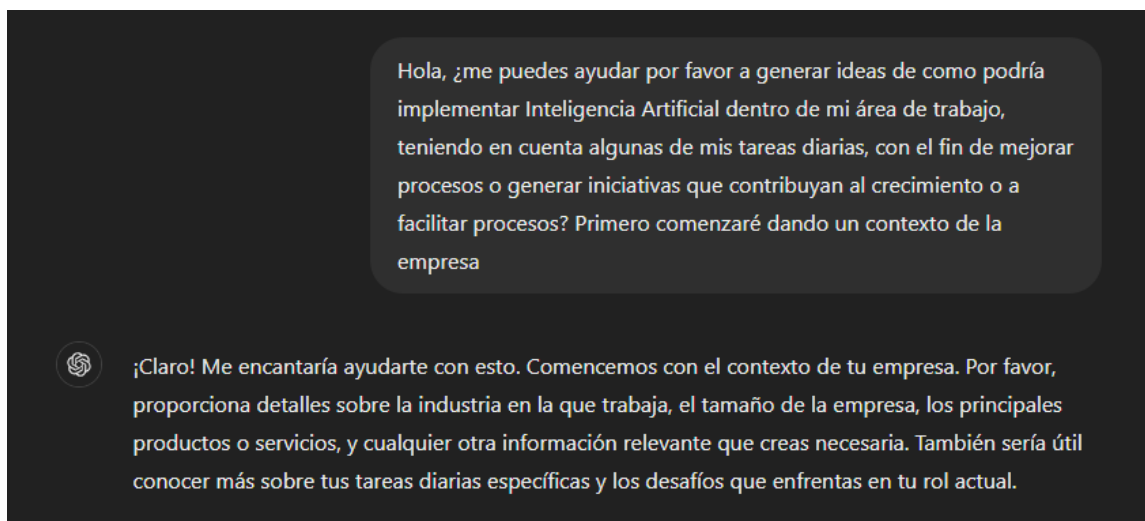 Hola, ¿me puedes ayudar por favor a generar ideas de como podría
implementar Inteligencia Artificial dentro de mi área de trabajo,
teniendo en cuenta algunas de mis tareas diarias, con el fin de mejorar
procesos o generar iniciativas que contribuyan al crecimiento o a
facilitar procesos? Primero comenzaré dando un contexto de la
empresa
¡Claro! Me encantaría ayudarte con esto. Comencemos con el contexto de tu empresa. Por favor,
proporciona detalles sobre la industria en la que trabaja, el tamaño de la empresa, los principales
productos o servicios, y cualquier otra información relevante que creas necesaria. También sería útil
conocer más sobre tus tareas diarias específicas y los desafíos que enfrentas en tu rol actual.